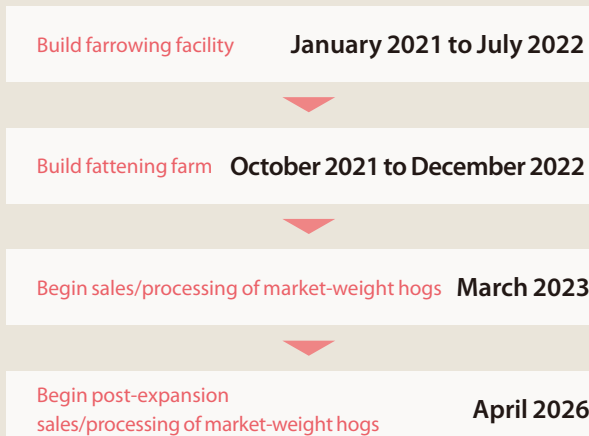 Build farrowing facility January 2021 to July 2022
Build fattening farm October 2021 to December 2022
Begin sales/processing of market-weight hogs March 2023
Begin post-expansion
sales/processing of market-weight hogs April 2026